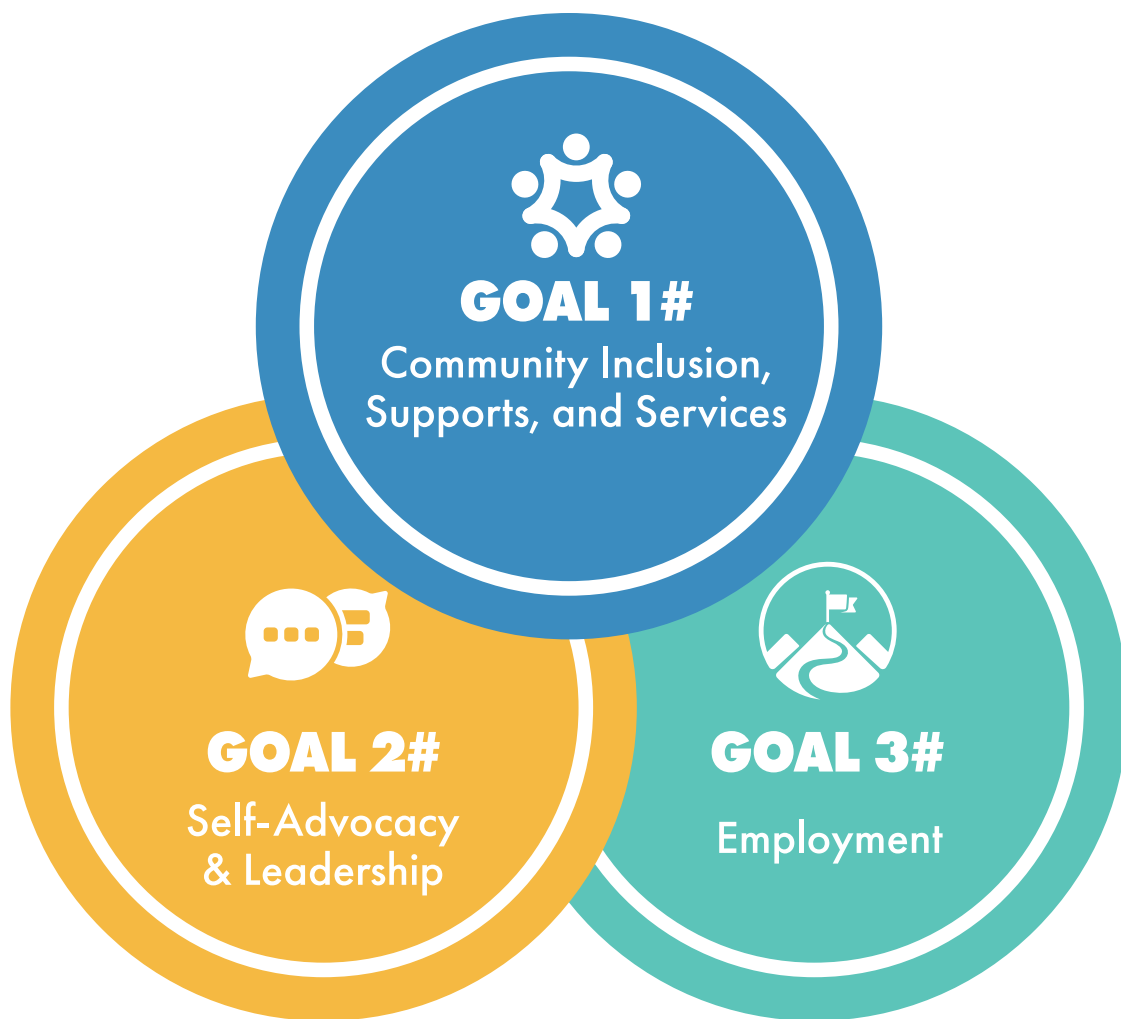 GOAL 1#
Community Inclusion,
Supports, and Services
GOAL 2#
Self-Advocacy
& Leadership
GOAL 3#
Employment